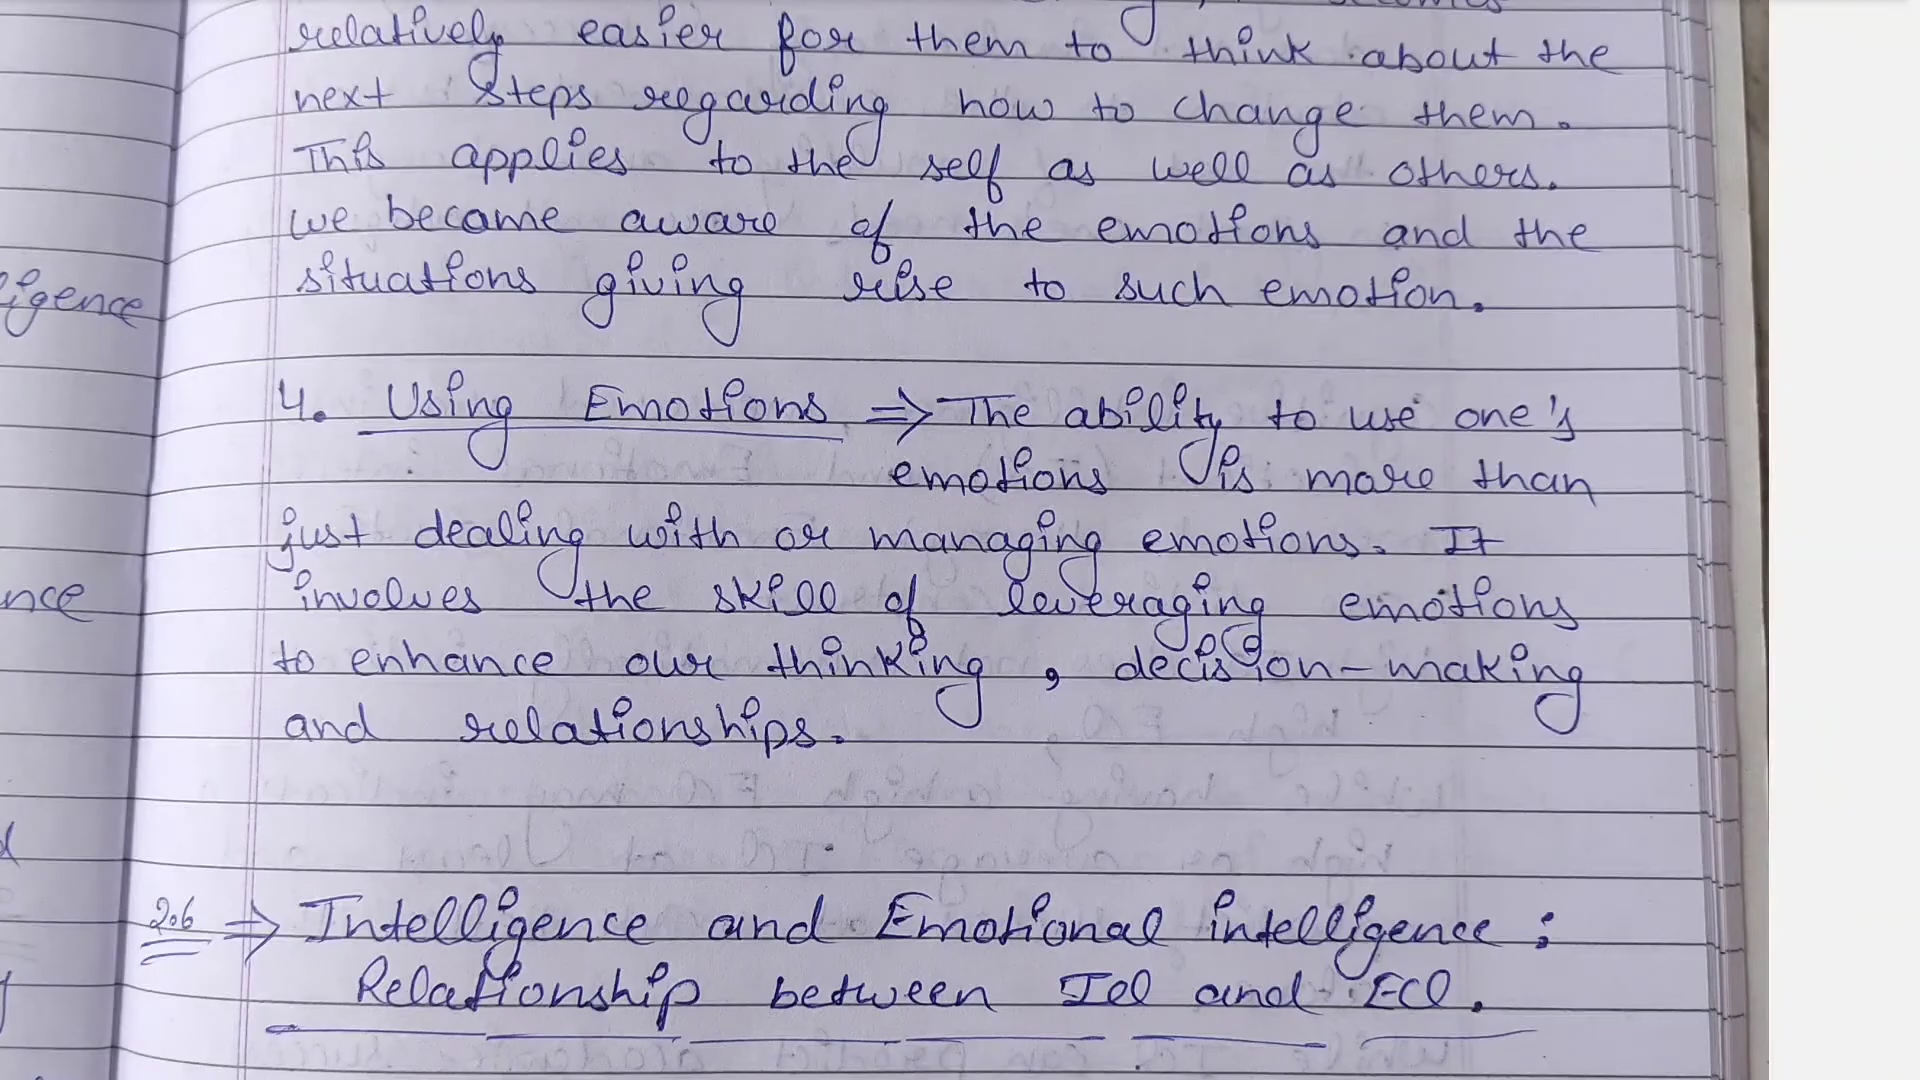 relatively easier for them to think about the
next steps regarding how to change them.
This applies to the self as well as others.
we become aware of the emotions and the
situations giving rise to such emotion.
4. Using Emotions => The ability to use one's
emotions is more than
just dealing with or managing emotions. It
involves the skill of leveraging emotions
to enhance our thinking, decision-making
and relationships.
2.6 => Intelligence and Emotional intelligence :
Relationship between IQ and EQ.
igence
nce